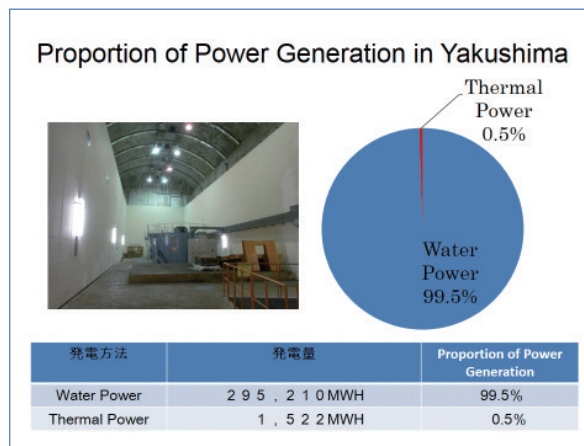 Proportion of Power Generation in Yakushima
Thermal
Power
0.5%
Water
Power
99.5%
発電方法 発電量 Proportion of Power
Generation
Water Power 295,210MWH 99.5%
Thermal Power 1,522MWH 0.5%